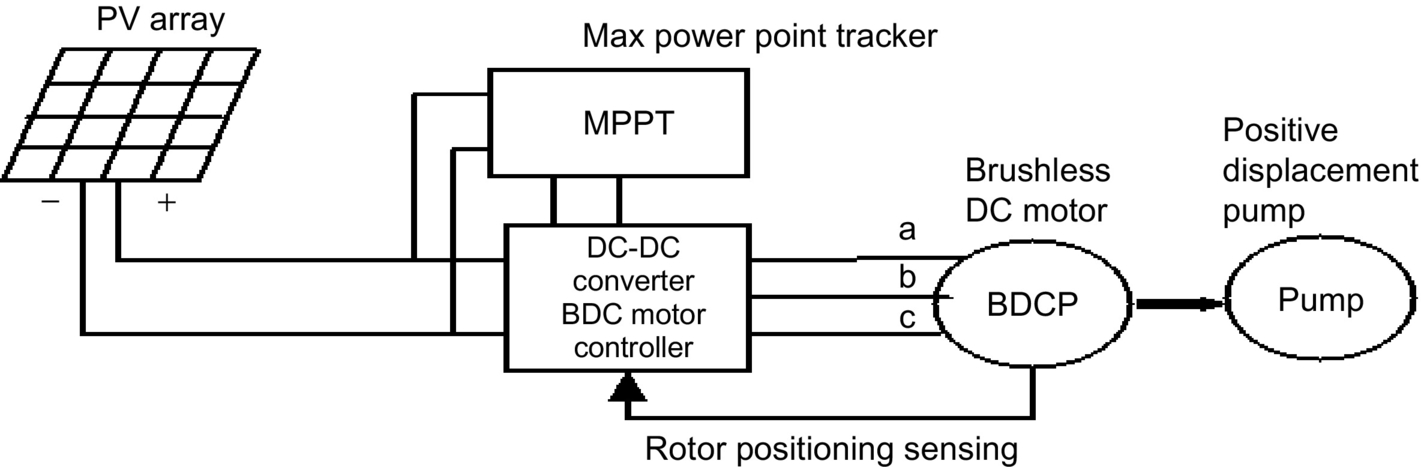 PV array
− +
Max power point tracker
MPPT
DC-DC
converter
BDC motor
controller
a
b
c
Brushless
DC motor
BDCP
Positive
displacement
pump
Pump
Rotor positioning sensing